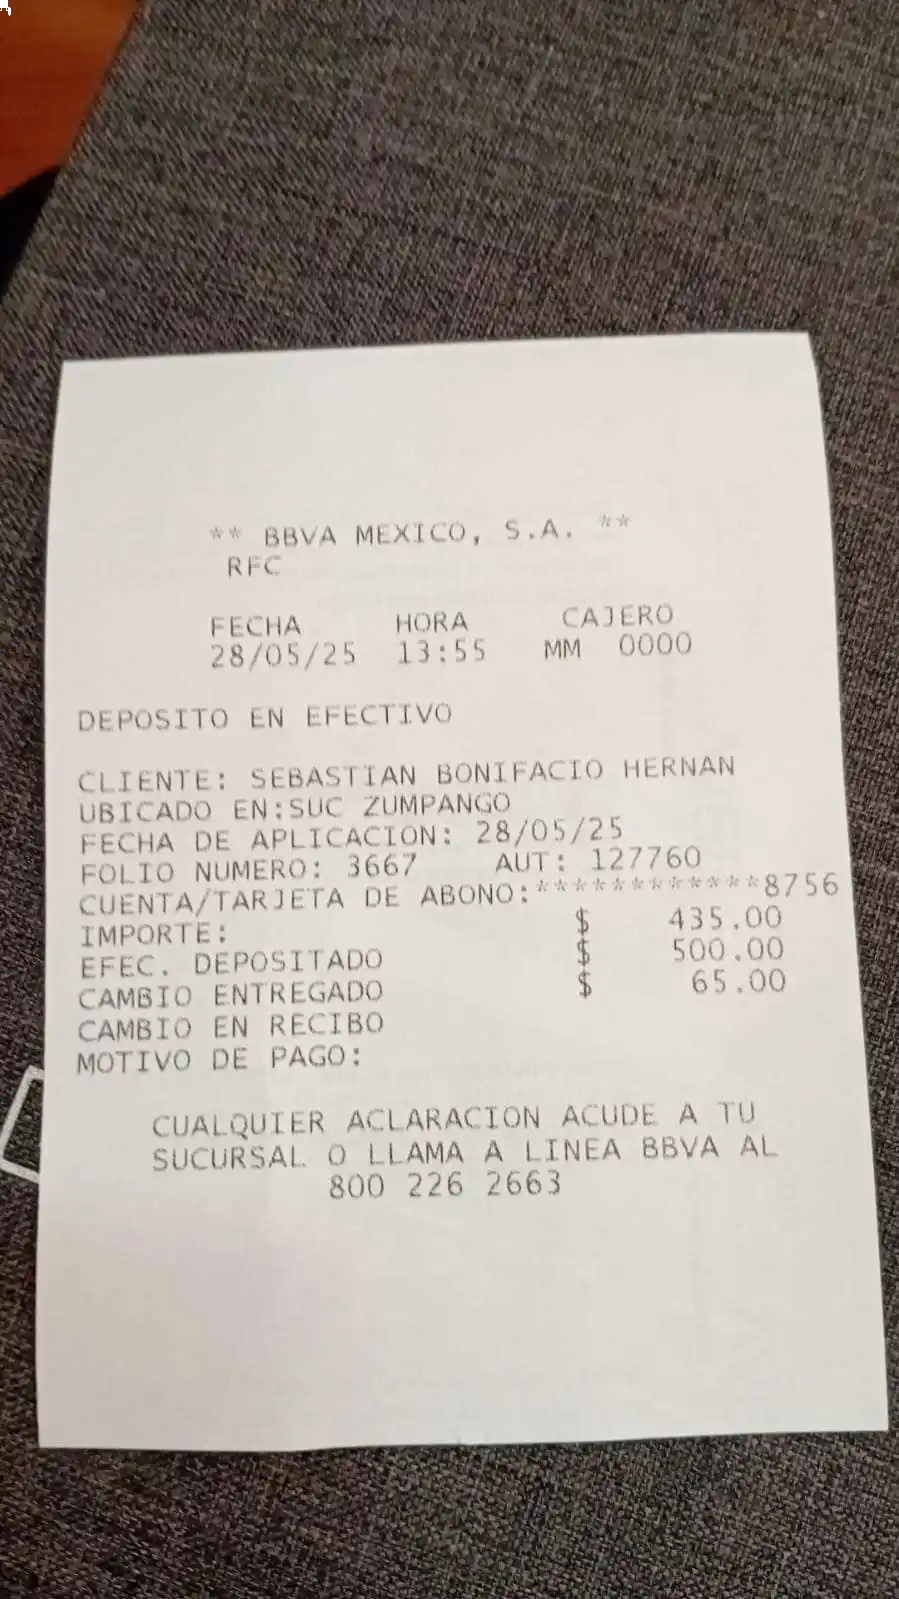 ** BBVA MEXICO, S.A. **
RFC
FECHA HORA CAJERO
28/05/25 13:55 MM 0000
DEPOSITO EN EFECTIVO
CLIENTE: SEBASTIAN BONIFACIO HERNAN
UBICADO EN:SUC ZUMPANGO
FECHA DE APLICACION: 28/05/25
FOLIO NUMERO: 3667 AUT: 127760
CUENTA/TARJETA DE ABONO:************8756
IMPORTE: $ 435.00
EFEC. DEPOSITADO $ 500.00
CAMBIO ENTREGADO $ 65.00
CAMBIO EN RECIBO
MOTIVO DE PAGO:
CUALQUIER ACLARACION ACUDE A TU
SUCURSAL O LLAMA A LINEA BBVA AL
800 226 2663